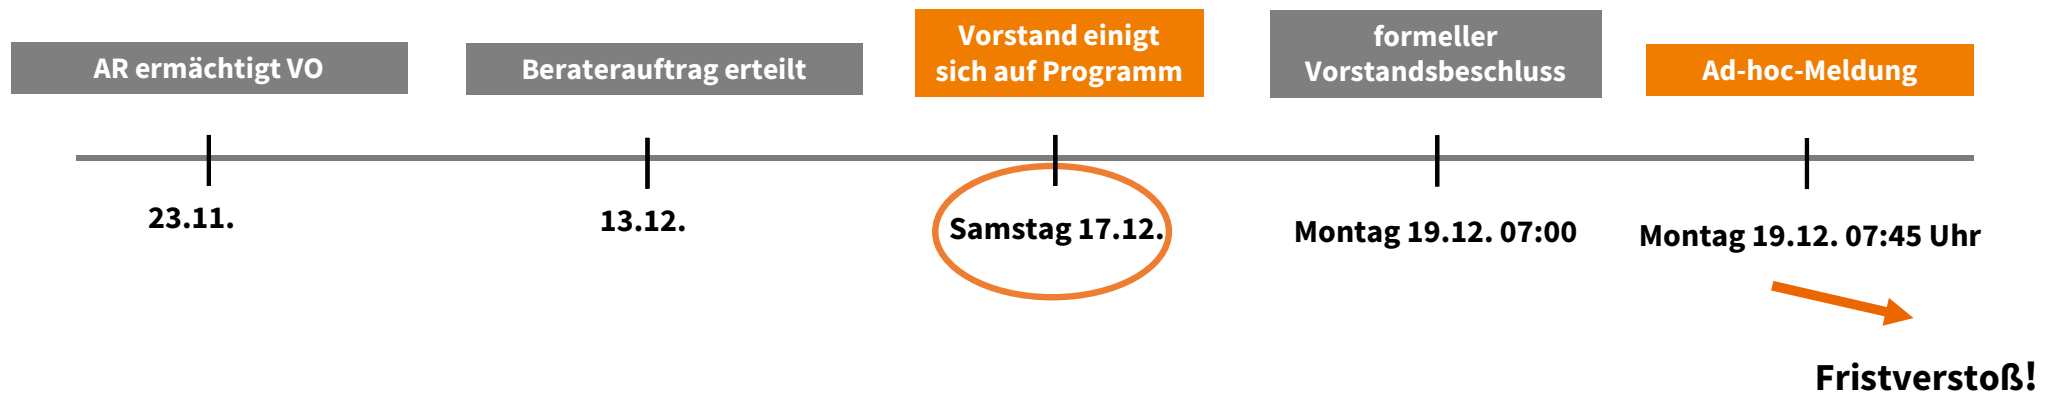 AR ermächtigt VO
Beraterauftrag erteilt
Vorstand einigt
sich auf Programm
formeller
Vorstandsbeschluss
Ad-hoc-Meldung
23.11.
13.12.
Samstag 17.12.
Montag 19.12. 07:00
Montag 19.12. 07:45 Uhr
Fristverstoß!